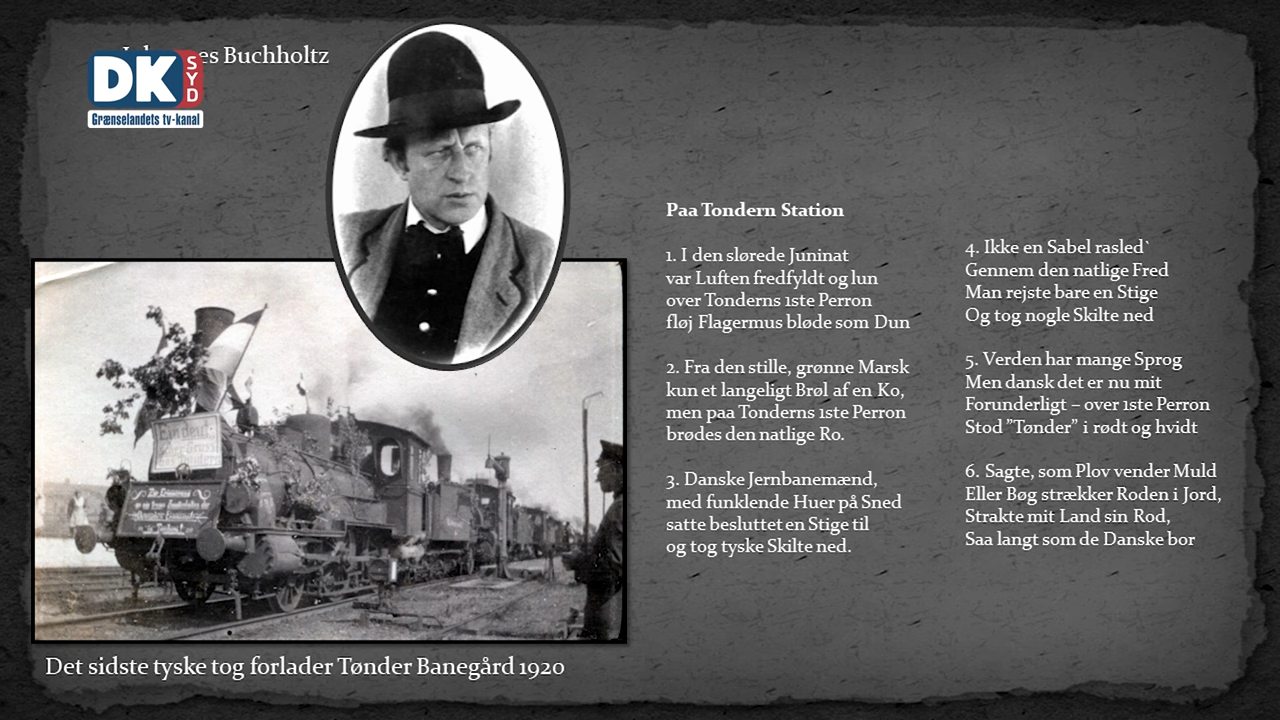 Buchholtz
DK
SYD
Grænselandets tv-kanal
Paa Tondern Station
1. I den slørede Juninat
var Luften fredfyldt og lun
over Tonderns 1ste Perron
fløj Flagermus bløde som Dun
2. Fra den stille, grønne Marsk
kun et langeligt Brøl af en Ko,
men paa Tonderns 1ste Perron
brødes den natlige Ro.
3. Danske Jernbanemænd,
med funklende Huer på Sned
satte besluttet en Stige til
og tog tyske Skilte ned.
4. Ikke en Sabel rasled`
Gennem den natlige Fred
Man rejste bare en Stige
Og tog nogle Skilte ned
5. Verden har mange Sprog
Men dansk det er nu mit
Forunderligt – over 1ste Perron
Stod ”Tønder” i rødt og hvidt
6. Sagte, som Plov vender Muld
Eller Bøg strækker Roden i Jord,
Strakte mit Land sin Rod,
Saa langt som de Danske bor
Det sidste tyske tog forlader Tønder Banegård 1920